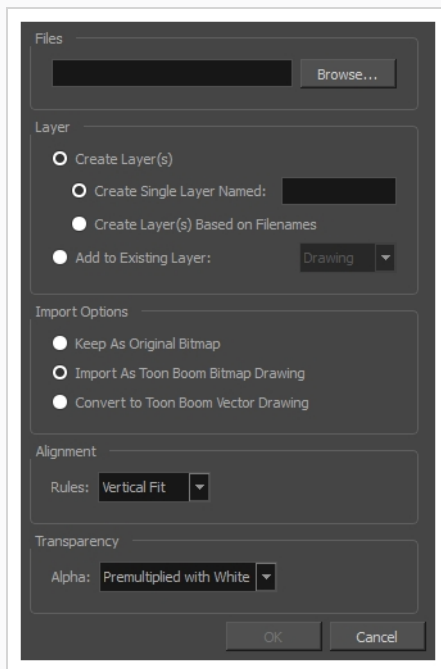 Files
Browse...
Layer
Create Layer(s)
Create Single Layer Named:
Create Layer(s) Based on Filenames
Add to Existing Layer: Drawing
Import Options
Keep As Original Bitmap
Import As Toon Boom Bitmap Drawing
Convert to Toon Boom Vector Drawing
Alignment
Rules: Vertical Fit
Transparency
Alpha: Premultiplied with White
OK Cancel